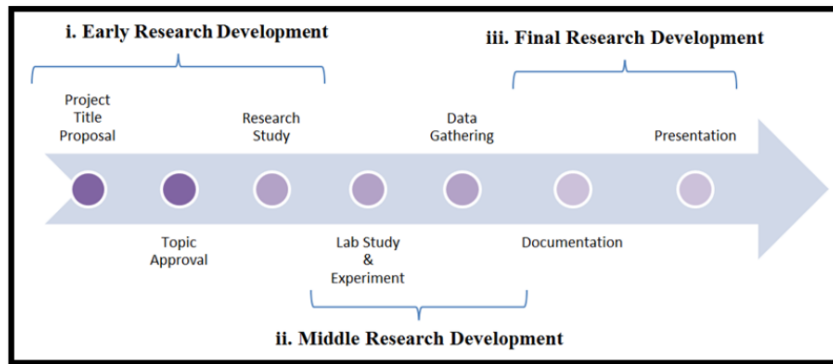 i. Early Research Development
iii. Final Research Development
Project
Title
Proposal
Research
Study
Data
Gathering
Presentation
Topic
Approval
Lab Study
&
Experiment
Documentation
ii. Middle Research Development